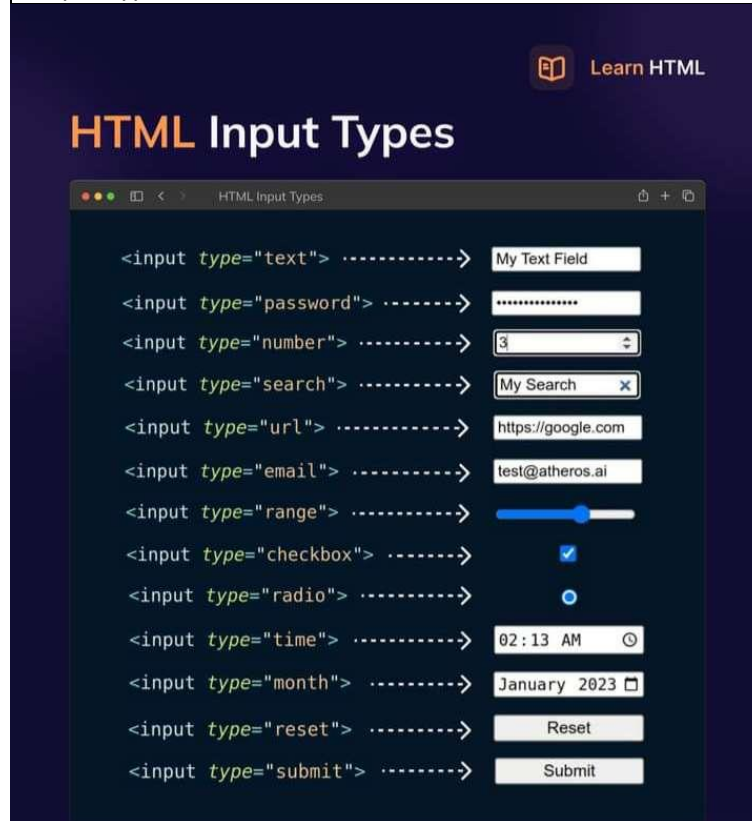 Learn HTML
HTML Input Types
HTML Input Types
<input type="text"> My Text Field
<input type="password"> •••••••••••••••
<input type="number"> 3
<input type="search"> My Search
<input type="url"> https://google.com
<input type="email"> test@atheros.ai
<input type="range">
<input type="checkbox">
<input type="radio">
<input type="time"> 02:13 AM
<input type="month"> January 2023
<input type="reset"> Reset
<input type="submit"> Submit